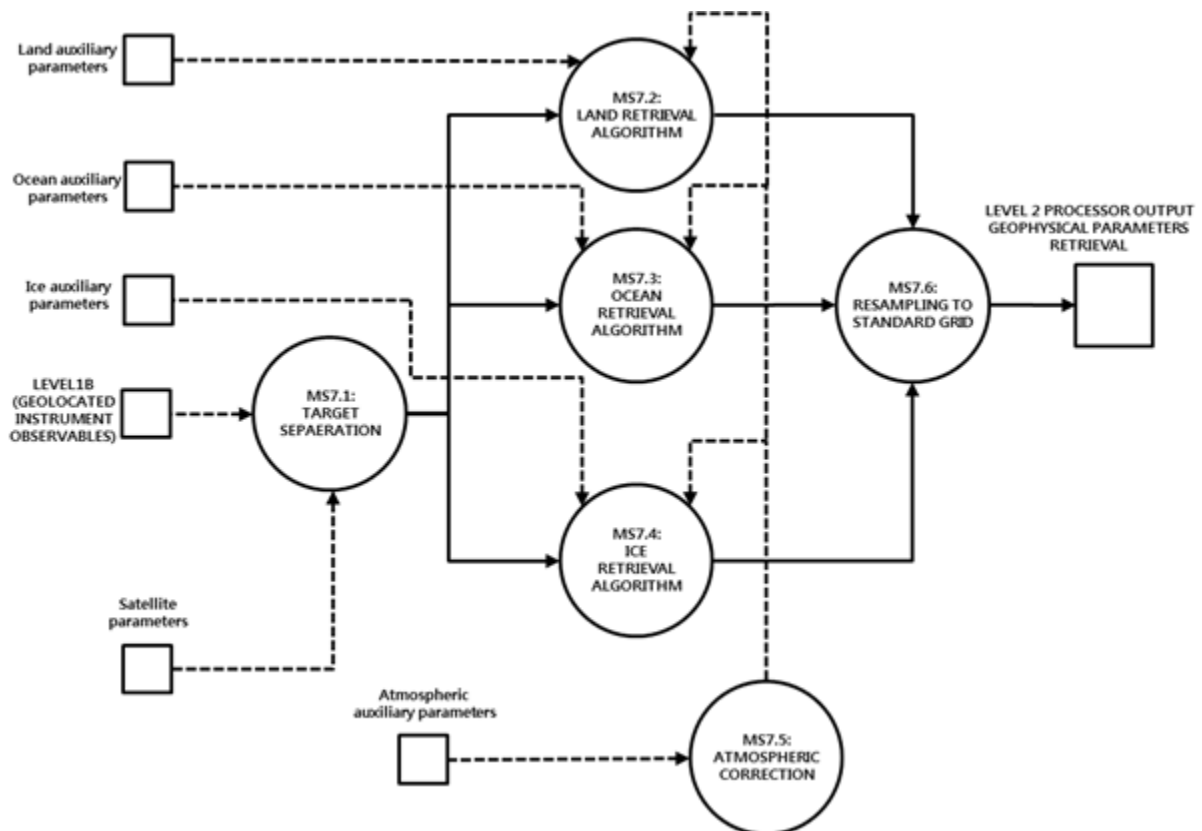 Land auxiliary
parameters
MS7.2:
LAND RETRIEVAL
ALGORITHM
Ocean auxiliary
parameters
LEVEL 2 PROCESSOR OUTPUT
GEOPHYSICAL PARAMETERS
RETRIEVAL
Ice auxiliary
parameters
MS7.3:
OCEAN
RETRIEVAL
ALGORITHM
MS7.6:
RESAMPLING TO
STANDARD GRID
LEVEL1B
(GEOLOCATED
INSTRUMENT
OBSERVABLES)
MS7.1:
TARGET
SEPAERATION
MS7.4:
ICE
RETRIEVAL
ALGORITHM
Satellite
parameters
Atmospheric
auxiliary parameters
MS7.5:
ATMOSPHERIC
CORRECTION